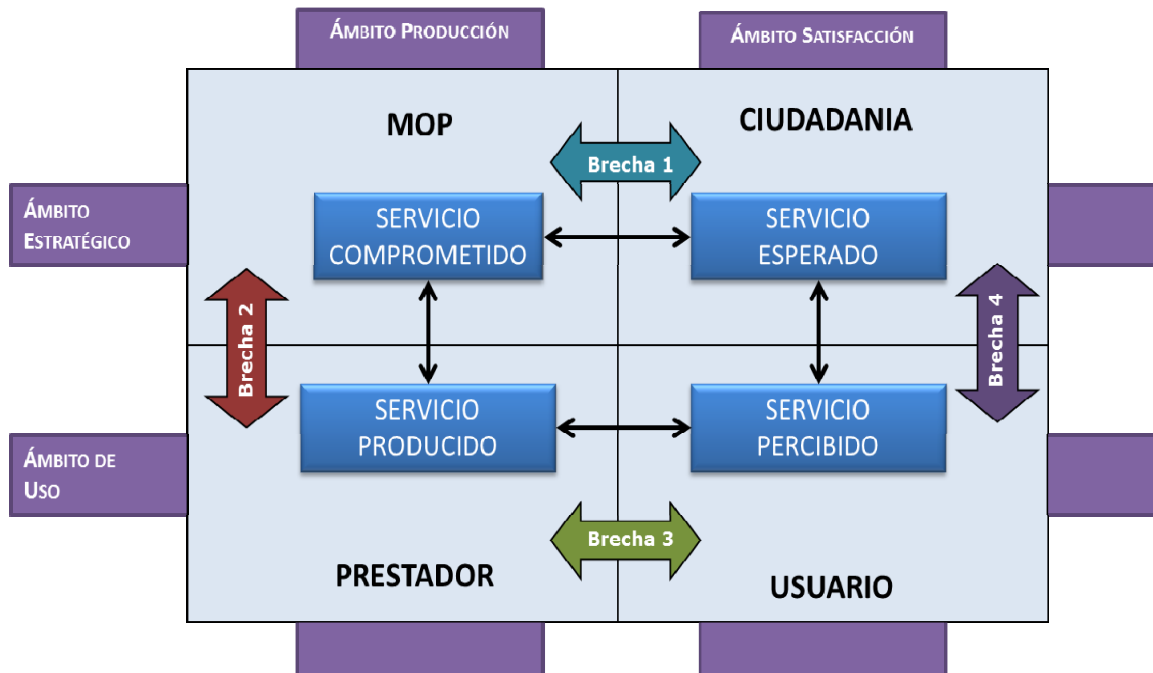 ÁMBITO PRODUCCIÓN
ÁMBITO SATISFACCIÓN
MOP
CIUDADANIA
Brecha 1
ÁMBITO
ESTRATÉGICO
SERVICIO
COMPROMETIDO
SERVICIO
ESPERADO
Brecha 2
Brecha 4
SERVICIO
PRODUCIDO
SERVICIO
PERCIBIDO
ÁMBITO DE
USO
Brecha 3
PRESTADOR
USUARIO